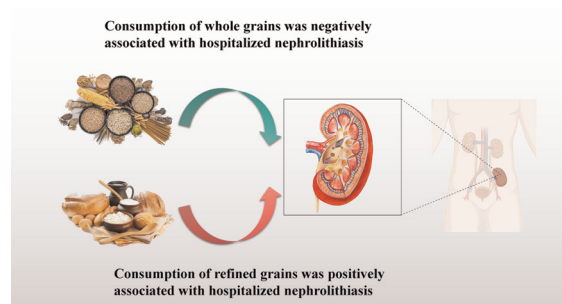 Consumption of whole grains was negatively
associated with hospitalized nephrolithiasis
Consumption of refined grains was positively
associated with hospitalized nephrolithiasis